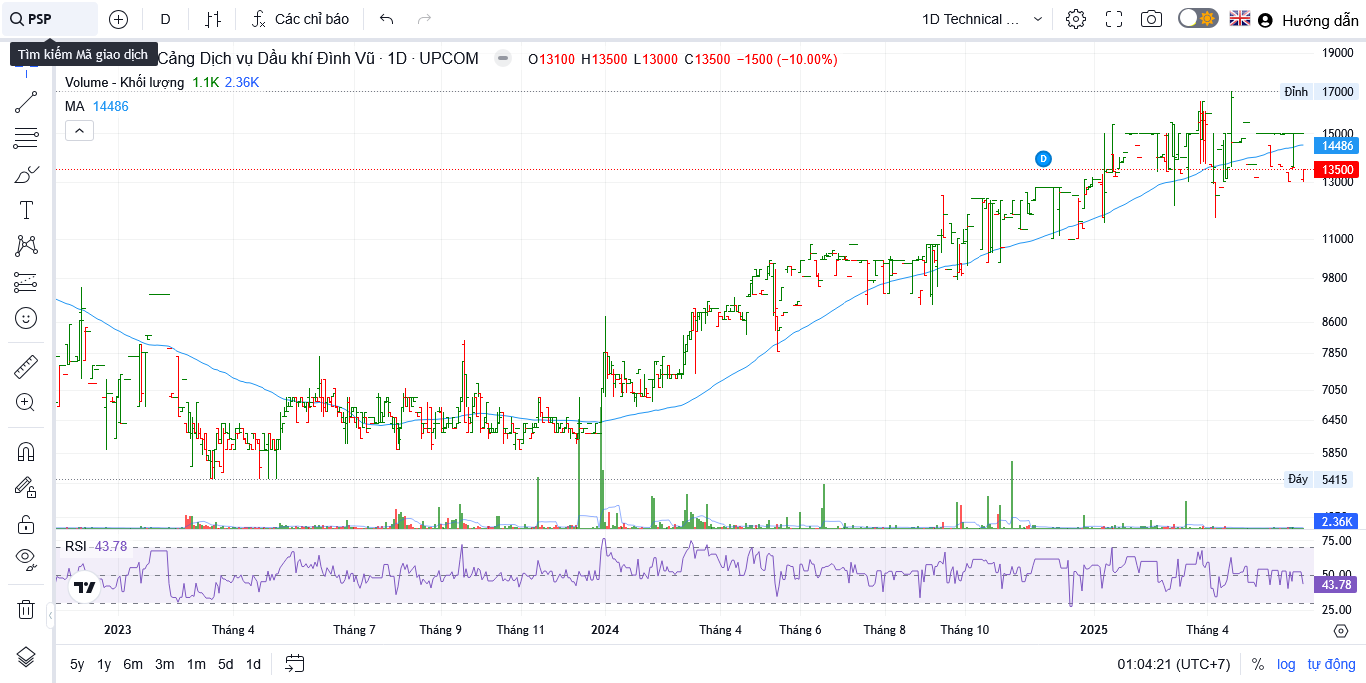 PSP
D
Các chỉ báo
1D Technical ...
Hướng dẫn
Tìm kiếm Mã giao dịch
Cảng Dịch vụ Dầu khí Đình Vũ · 1D · UPCOM
O13100 H13500 L13000 C13500 −1500 (−10.00%)
Volume - Khối lượng 1.1K 2.36K
MA 14486
19000
Đỉnh 17000
15000
14486
13500
13000
D
11000
9800
8600
7850
7050
6450
5850
Đáy 5415
2.36K
RSI 43.78
75.00
50.00
43.78
25.00
2023 Tháng 4 Tháng 7 Tháng 9 Tháng 11 2024 Tháng 4 Tháng 6 Tháng 8 Tháng 10 2025 Tháng 4
5y 1y 6m 3m 1m 5d 1d
01:04:21 (UTC+7) % log tự động